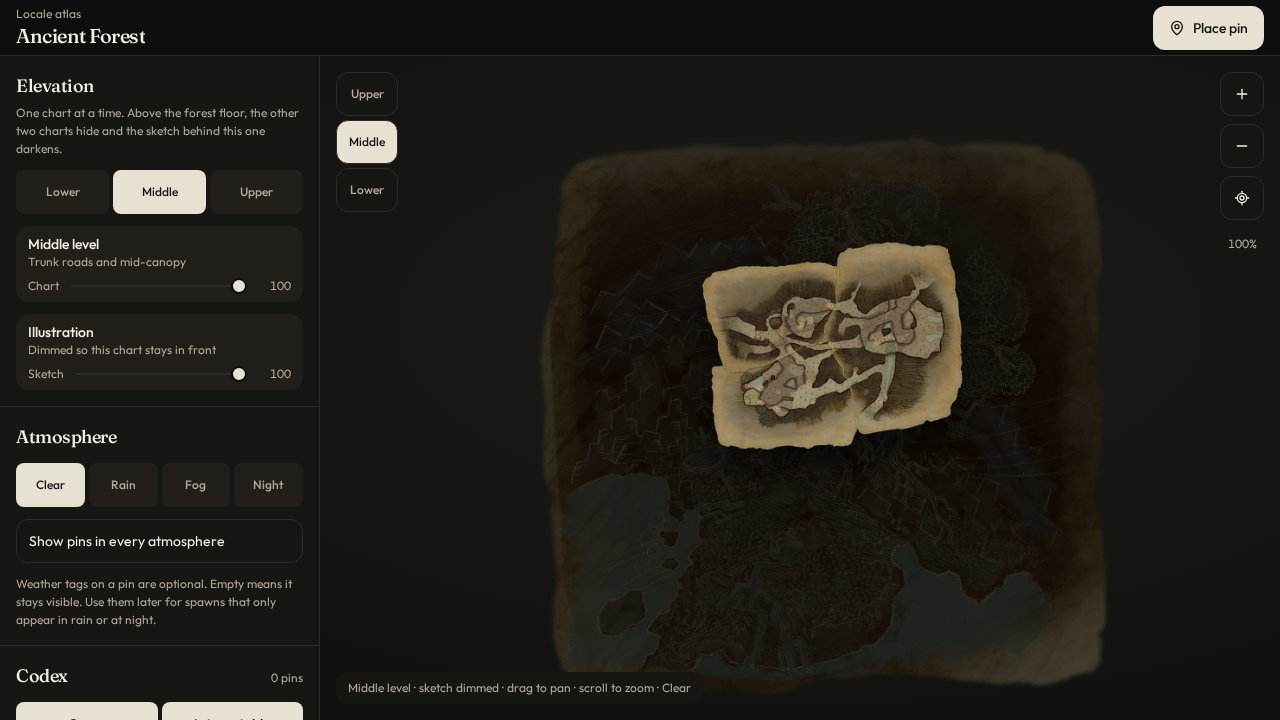 Locale atlas
Ancient Forest
Place pin
Elevation
One chart at a time. Above the forest floor, the other
two charts hide and the sketch behind this one
darkens.
Lower
Middle
Upper
Middle level
Trunk roads and mid-canopy
Chart
100
Illustration
Dimmed so this chart stays in front
Sketch
100
Atmosphere
Clear
Rain
Fog
Night
Show pins in every atmosphere
Weather tags on a pin are optional. Empty means it
stays visible. Use them later for spawns that only
appear in rain or at night.
Codex
0 pins
Upper
Middle
Lower
100%
Middle level · sketch dimmed · drag to pan · scroll to zoom · Clear